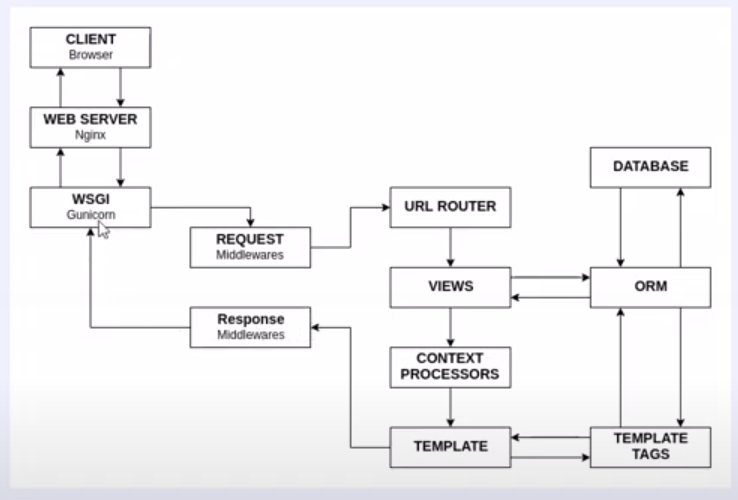 CLIENT
Browser
WEB SERVER
Nginx
WSGI
Gunicorn
REQUEST
Middlewares
Response
Middlewares
URL ROUTER
VIEWS
CONTEXT
PROCESSORS
TEMPLATE
DATABASE
ORM
TEMPLATE
TAGS